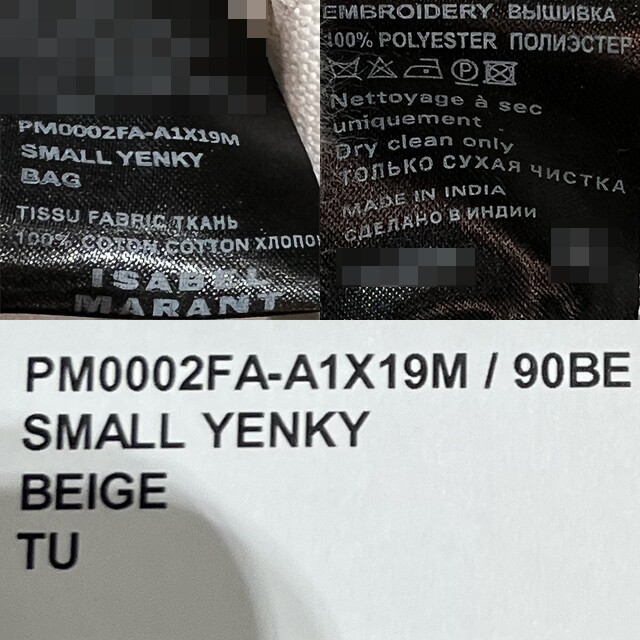 PM0002FA-A1X19M
SMALL YENKY
BAG
TISSU FABRIC ТКАНЬ
100% COTON COTTON ХЛОПО
ISABEL
MARANT
EMBROIDERY ВЫШИВКА
100% POLYESTER ПОЛИЭСТЕР
Nettoyage à sec
uniquement
Dry clean only
ТОЛЬКО СУХАЯ ЧИСТКА
MADE IN INDIA
СДЕЛАНО В ИНДИИ
PM0002FA-A1X19M / 90BE
SMALL YENKY
BEIGE
TU